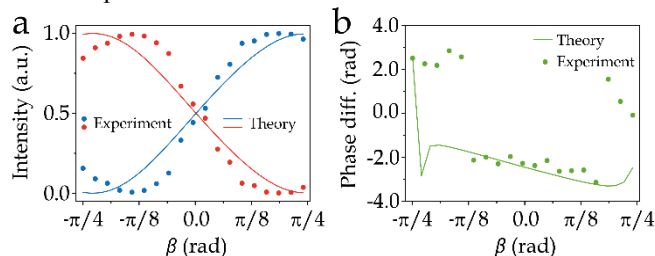 a
Intensity (a.u.)
1.0
0.5
0.0
Experiment
Theory
-π/4
-π/8
0.0
π/8
π/4
β (rad)
b
Phase diff. (rad)
4.0
2.0
0.0
-2.0
-4.0
Theory
Experiment
-π/4
-π/8
0.0
π/8
π/4
β (rad)